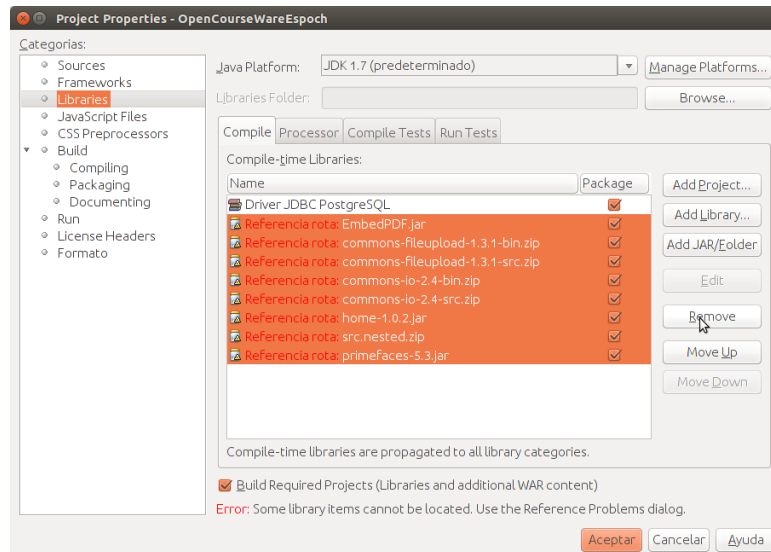 Project Properties - OpenCourseWareEspoch
Categorias:
Sources
Frameworks
Libraries
JavaScript Files
CSS Preprocessors
Build
Compiling
Packaging
Documenting
Run
License Headers
Formato
Java Platform: JDK 1.7 (predeterminado) Manage Platforms...
Libraries Folder: Browse...
Compile Processor Compile Tests Run Tests
Compile-time Libraries:
Name Package
Driver JDBC PostgreSQL
Referencia rota: EmbedPDF.jar
Referencia rota: commons-fileupload-1.3.1-bin.zip
Referencia rota: commons-fileupload-1.3.1-src.zip
Referencia rota: commons-io-2.4-bin.zip
Referencia rota: commons-io-2.4-src.zip
Referencia rota: home-1.0.2.jar
Referencia rota: src.nested.zip
Referencia rota: primefaces-5.3.jar
Add Project...
Add Library...
Add JAR/Folder
Edit
Remove
Move Up
Move Down
Compile-time libraries are propagated to all library categories.
Build Required Projects (Libraries and additional WAR content)
Error: Some library items cannot be located. Use the Reference Problems dialog.
Aceptar Cancelar Ayuda